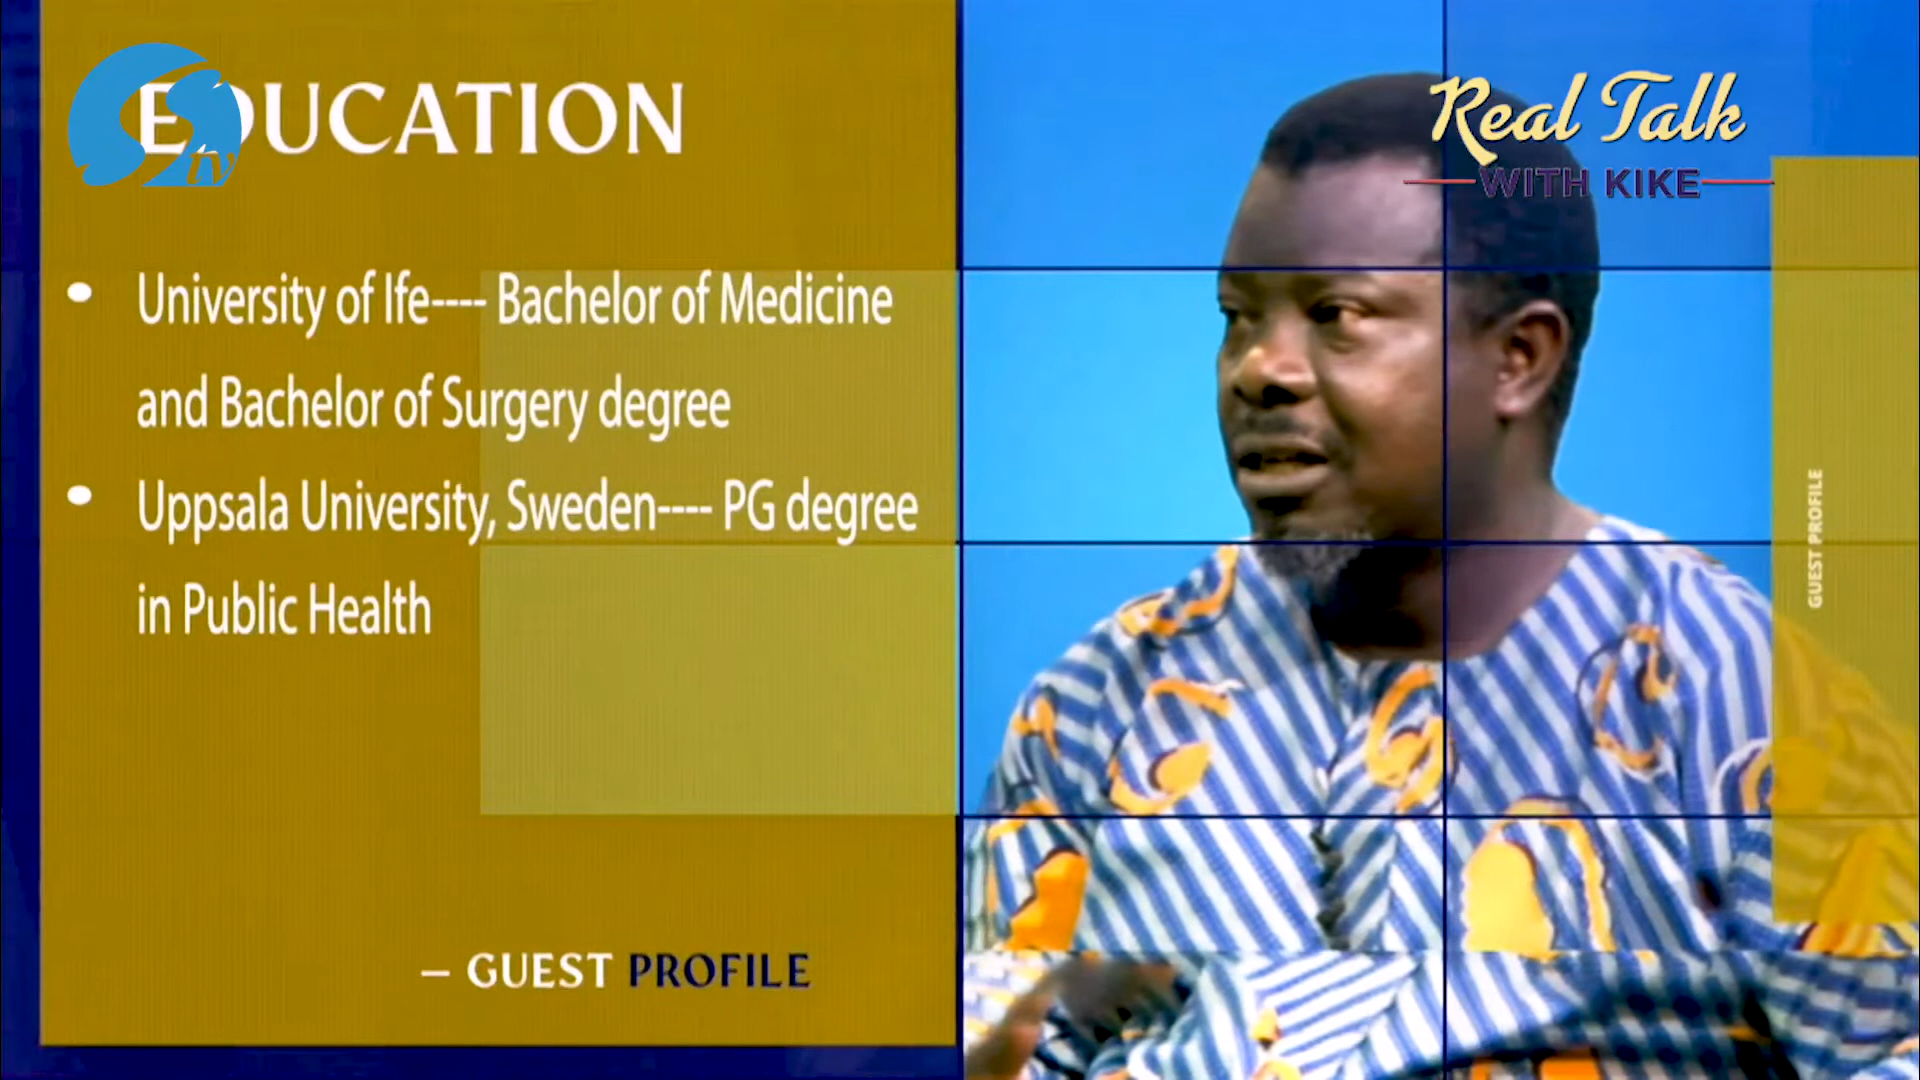 EDUCATION
S2tv
Real Talk
WITH KIKE
• University of Ife---- Bachelor of Medicine
and Bachelor of Surgery degree
• Uppsala University, Sweden---- PG degree
in Public Health
GUEST PROFILE
– GUEST PROFILE